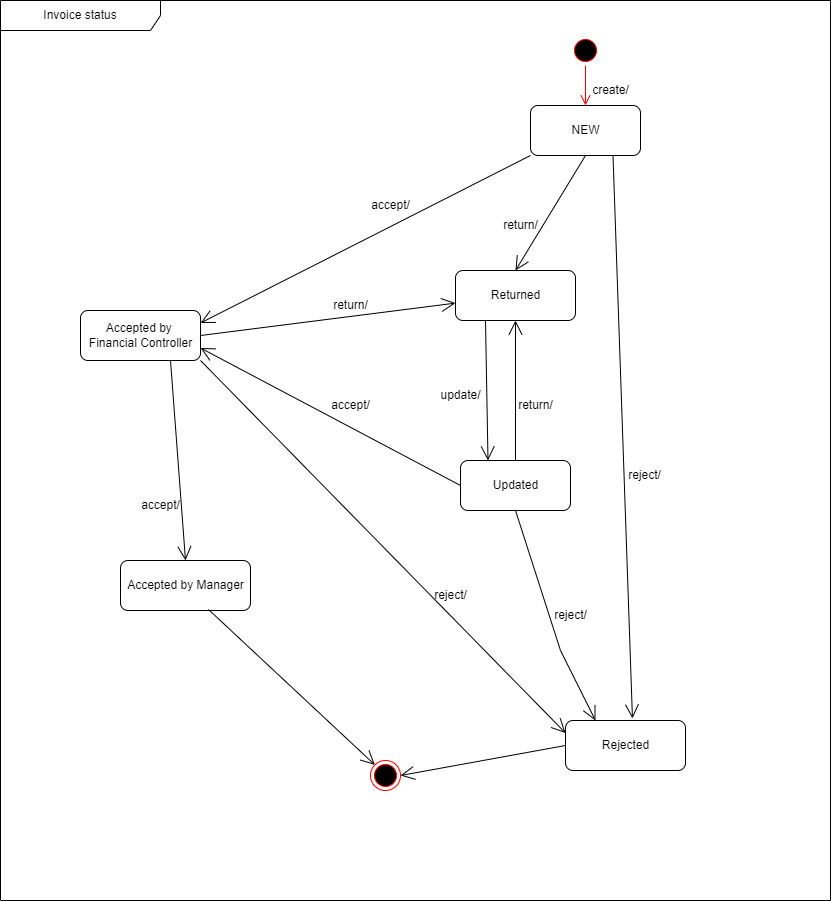 Invoice status
create/
NEW
accept/
return/
Returned
return/
Accepted by
Financial Controller
update/
accept/
return/
reject/
Updated
accept/
Accepted by Manager
reject/
reject/
Rejected